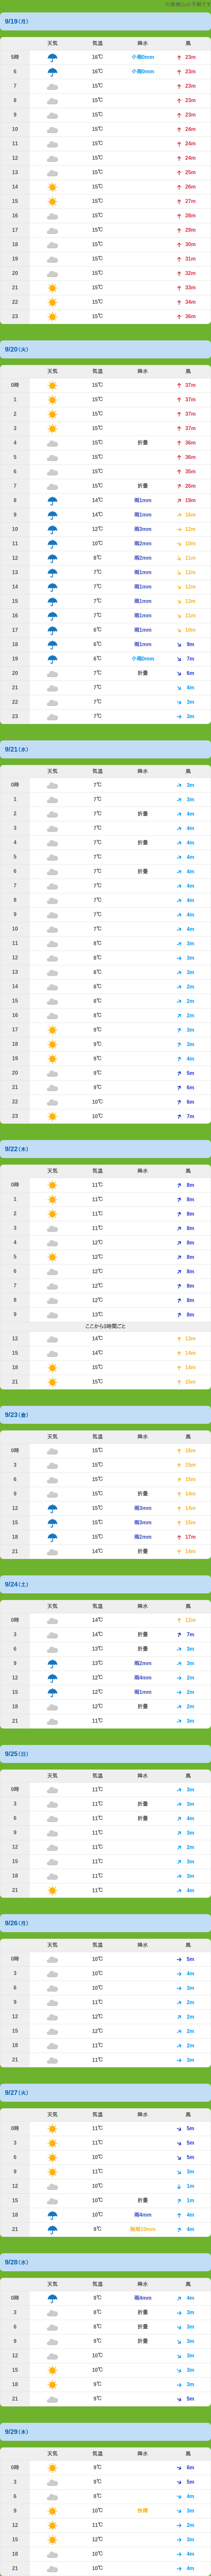 の予報です
9/19(月)
天気 気温 降水 風
5時 16℃ 小雨0mm 23m
6 16℃ 小雨0mm 23m
7 15℃ 23m
8 15℃ 23m
9 15℃ 23m
10 15℃ 24m
11 15℃ 24m
12 15℃ 24m
13 15℃ 25m
14 15℃ 26m
15 15℃ 27m
16 15℃ 28m
17 15℃ 29m
18 15℃ 30m
19 15℃ 31m
20 15℃ 32m
21 15℃ 33m
22 15℃ 34m
23 15℃ 36m
9/20(火)
天気 気温 降水 風
0時 15℃ 37m
1 15℃ 37m
2 15℃ 37m
3 15℃ 37m
4 15℃ 折畳 36m
5 15℃ 36m
6 15℃ 35m
7 15℃ 折畳 26m
8 14℃ 雨1mm 19m
9 14℃ 雨1mm 16m
10 12℃ 雨3mm 12m
11 10℃ 雨2mm 10m
12 8℃ 雨2mm 11m
13 7℃ 雨1mm 12m
14 7℃ 雨1mm 12m
15 7℃ 雨1mm 13m
16 7℃ 雨1mm 11m
17 6℃ 雨1mm 10m
18 6℃ 雨1mm 9m
19 6℃ 小雨0mm 7m
20 7℃ 折畳 6m
21 7℃ 4m
22 7℃ 3m
23 7℃ 3m
9/21(水)
天気 気温 降水 風
0時 7℃ 3m
1 7℃ 3m
2 7℃ 折畳 4m
3 7℃ 4m
4 7℃ 折畳 4m
5 7℃ 4m
6 7℃ 折畳 4m
7 7℃ 4m
8 7℃ 4m
9 7℃ 4m
10 7℃ 4m
11 8℃ 3m
12 8℃ 3m
13 8℃ 3m
14 8℃ 2m
15 8℃ 2m
16 8℃ 2m
17 9℃ 3m
18 9℃ 3m
19 9℃ 4m
20 9℃ 5m
21 9℃ 6m
22 10℃ 6m
23 10℃ 7m
9/22(木)
天気 気温 降水 風
0時 11℃ 8m
1 11℃ 8m
2 11℃ 8m
3 11℃ 8m
4 12℃ 8m
5 12℃ 8m
6 12℃ 8m
7 12℃ 8m
8 12℃ 8m
9 13℃ 8m
ここから3時間ごと
12 14℃ 13m
15 14℃ 14m
18 15℃ 14m
21 15℃ 15m
9/23(金)
天気 気温 降水 風
0時 15℃ 16m
3 15℃ 15m
6 15℃ 15m
9 15℃ 折畳 14m
12 15℃ 雨3mm 14m
15 15℃ 雨3mm 15m
18 15℃ 雨2mm 17m
21 14℃ 折畳 14m
9/24(土)
天気 気温 降水 風
0時 14℃ 12m
3 14℃ 折畳 7m
6 13℃ 折畳 3m
9 13℃ 雨2mm 3m
12 12℃ 雨4mm 2m
15 12℃ 雨1mm 2m
18 12℃ 折畳 2m
21 11℃ 3m
9/25(日)
天気 気温 降水 風
0時 11℃ 3m
3 11℃ 折畳 3m
6 11℃ 折畳 4m
9 11℃ 3m
12 11℃ 3m
15 11℃ 3m
18 11℃ 3m
21 11℃ 4m
9/26(月)
天気 気温 降水 風
0時 10℃ 5m
3 10℃ 4m
6 10℃ 3m
9 11℃ 2m
12 12℃ 2m
15 12℃ 2m
18 11℃ 2m
21 11℃ 3m
9/27(火)
天気 気温 降水 風
0時 11℃ 5m
3 11℃ 5m
6 10℃ 5m
9 11℃ 3m
12 10℃ 1m
15 10℃ 折畳 1m
18 10℃ 雨4mm 4m
21 9℃ 強雨10mm 4m
9/28(水)
天気 気温 降水 風
0時 8℃ 雨4mm 4m
3 8℃ 折畳 3m
6 8℃ 折畳 3m
9 9℃ 折畳 3m
12 10℃ 3m
15 10℃ 3m
18 9℃ 3m
21 9℃ 5m
9/29(木)
天気 気温 降水 風
0時 9℃ 6m
3 9℃ 5m
6 8℃ 4m
9 10℃ 快晴 3m
12 11℃ 2m
15 12℃ 3m
18 10℃ 4m
21 10℃ 4m